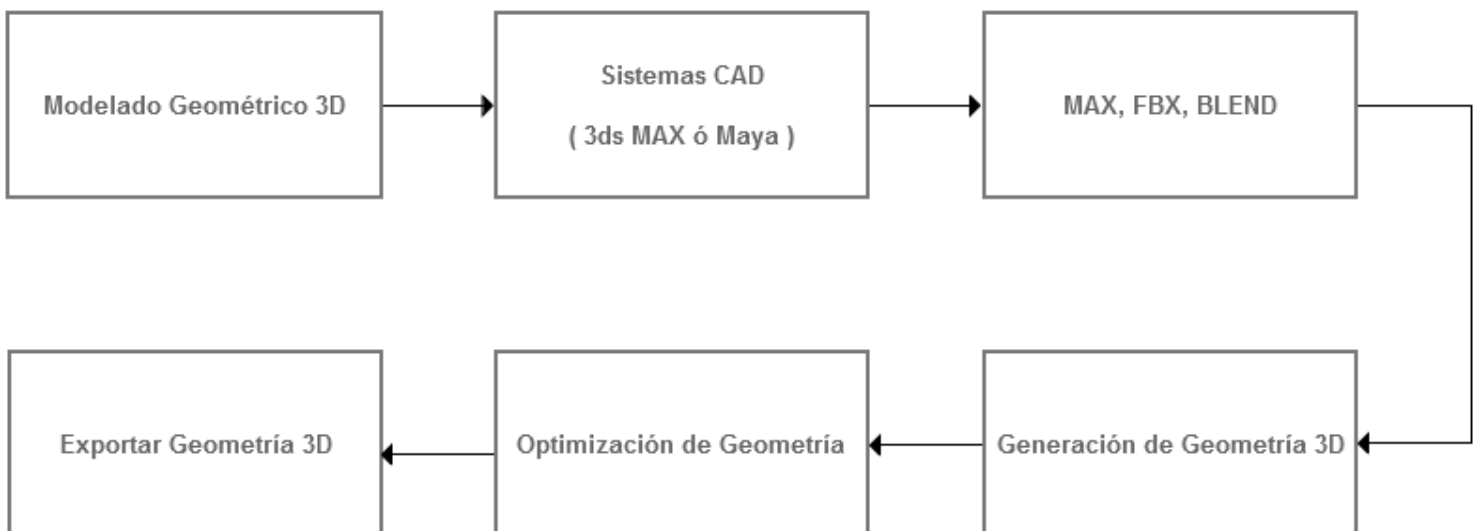 Modelado Geométrico 3D
Sistemas CAD
( 3ds MAX ó Maya )
MAX, FBX, BLEND
Generación de Geometría 3D
Optimización de Geometría
Exportar Geometría 3D